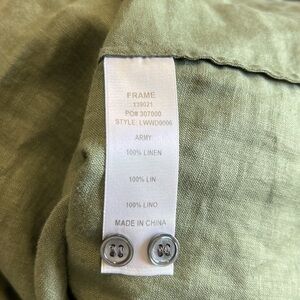 FRAME
139021
PO# 307000
STYLE: LWWD0006
ARMY
100% LINEN
100% LIN
100% LINO
MADE IN CHINA